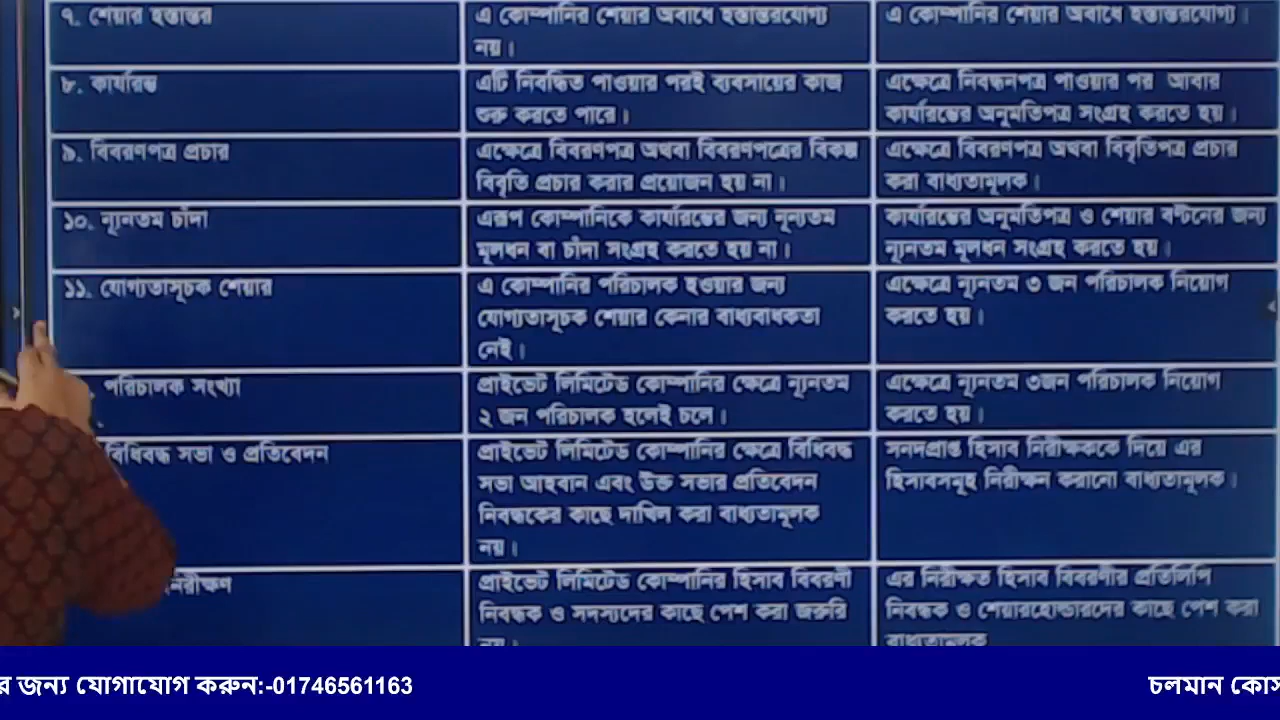 ৭. শেয়ার হস্তান্তর
এ কোম্পানির শেয়ার অবাধে হস্তান্তরযোগ্য
নয়।
এ কোম্পানির শেয়ার অবাধে হস্তান্তরযোগ্য।
৮. কার্যারম্ভ
এটি নিবন্ধিত পাওয়ার পরই ব্যবসায়ের কাজ
শুরু করতে পারে।
এক্ষেত্রে নিবন্ধনপত্র পাওয়ার পর আবার
কার্যারম্ভের অনুমতিপত্র সংগ্রহ করতে হয়।
৯. বিবরণপত্র প্রচার
এক্ষেত্রে বিবরণপত্র অথবা বিবরণপত্রের বিকল্প
বিবৃতি প্রচার করার প্রয়োজন হয় না।
এক্ষেত্রে বিবরণপত্র অথবা বিবৃতিপত্র প্রচার
করা বাধ্যতামূলক।
১০. ন্যূনতম চাঁদা
এরূপ কোম্পানিকে কার্যারম্ভের জন্য নূন্যতম
মূলধন বা চাঁদা সংগ্রহ করতে হয় না।
কার্যারম্ভের অনুমতিপত্র ও শেয়ার বণ্টনের জন্য
ন্যূনতম মূলধন সংগ্রহ করতে হয়।
১১. যোগ্যতাসূচক শেয়ার
এ কোম্পানির পরিচালক হওয়ার জন্য
যোগ্যতাসূচক শেয়ার কেনার বাধ্যবাধকতা
নেই।
এক্ষেত্রে ন্যূনতম ৩ জন পরিচালক নিয়োগ
করতে হয়।
পরিচালক সংখ্যা
প্রাইভেট লিমিটেড কোম্পানির ক্ষেত্রে ন্যূনতম
২ জন পরিচালক হলেই চলে।
এক্ষেত্রে ন্যূনতম ৩জন পরিচালক নিয়োগ
করতে হয়।
বিধিবদ্ধ সভা ও প্রতিবেদন
প্রাইভেট লিমিটেড কোম্পানির ক্ষেত্রে বিধিবদ্ধ
সভা আহবান এবং উক্ত সভার প্রতিবেদন
নিবন্ধকের কাছে দাখিল করা বাধ্যতামূলক
নয়।
সনদপ্রাপ্ত হিসাব নিরীক্ষককে দিয়ে এর
হিসাবসমূহ নিরীক্ষন করানো বাধ্যতামূলক।
নিরীক্ষণ
প্রাইভেট লিমিটেড কোম্পানির হিসাব বিবরণী
নিবন্ধক ও সদস্যদের কাছে পেশ করা জরুরি
নয়।
এর নিরীক্ষত হিসাব বিবরণীর প্রতিলিপি
নিবন্ধক ও শেয়ারহোল্ডারদের কাছে পেশ করা
বাধ্যতামূলক
র জন্য যোগাযোগ করুন:-01746561163
চলমান কোস